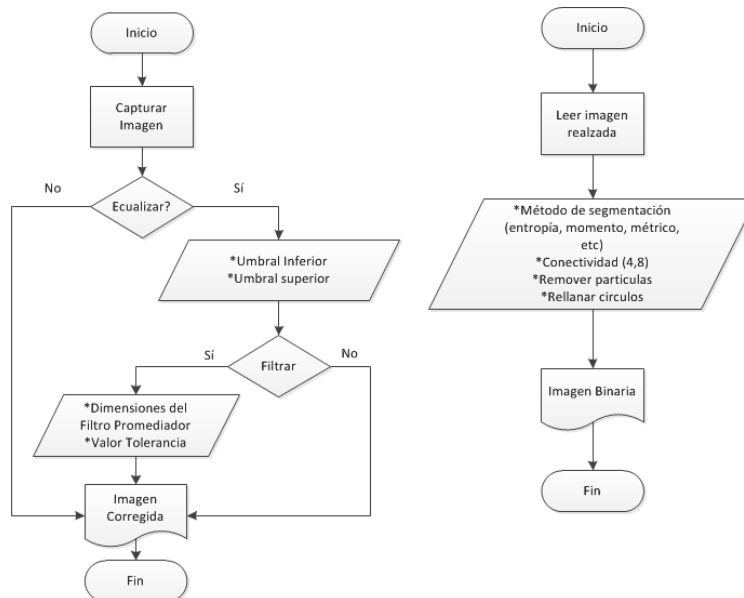 Inicio
Capturar
Imagen
No
Ecualizar?
Sí
*Umbral Inferior
*Umbral superior
Sí
Filtrar
No
*Dimensiones del
Filtro Promediador
*Valor Tolerancia
Imagen
Corregida
Fin
Inicio
Leer imagen
realzada
*Método de segmentación
(entropía, momento, métrico,
etc)
*Conectividad (4,8)
*Remover particulas
*Rellanar circulos
Imagen Binaria
Fin